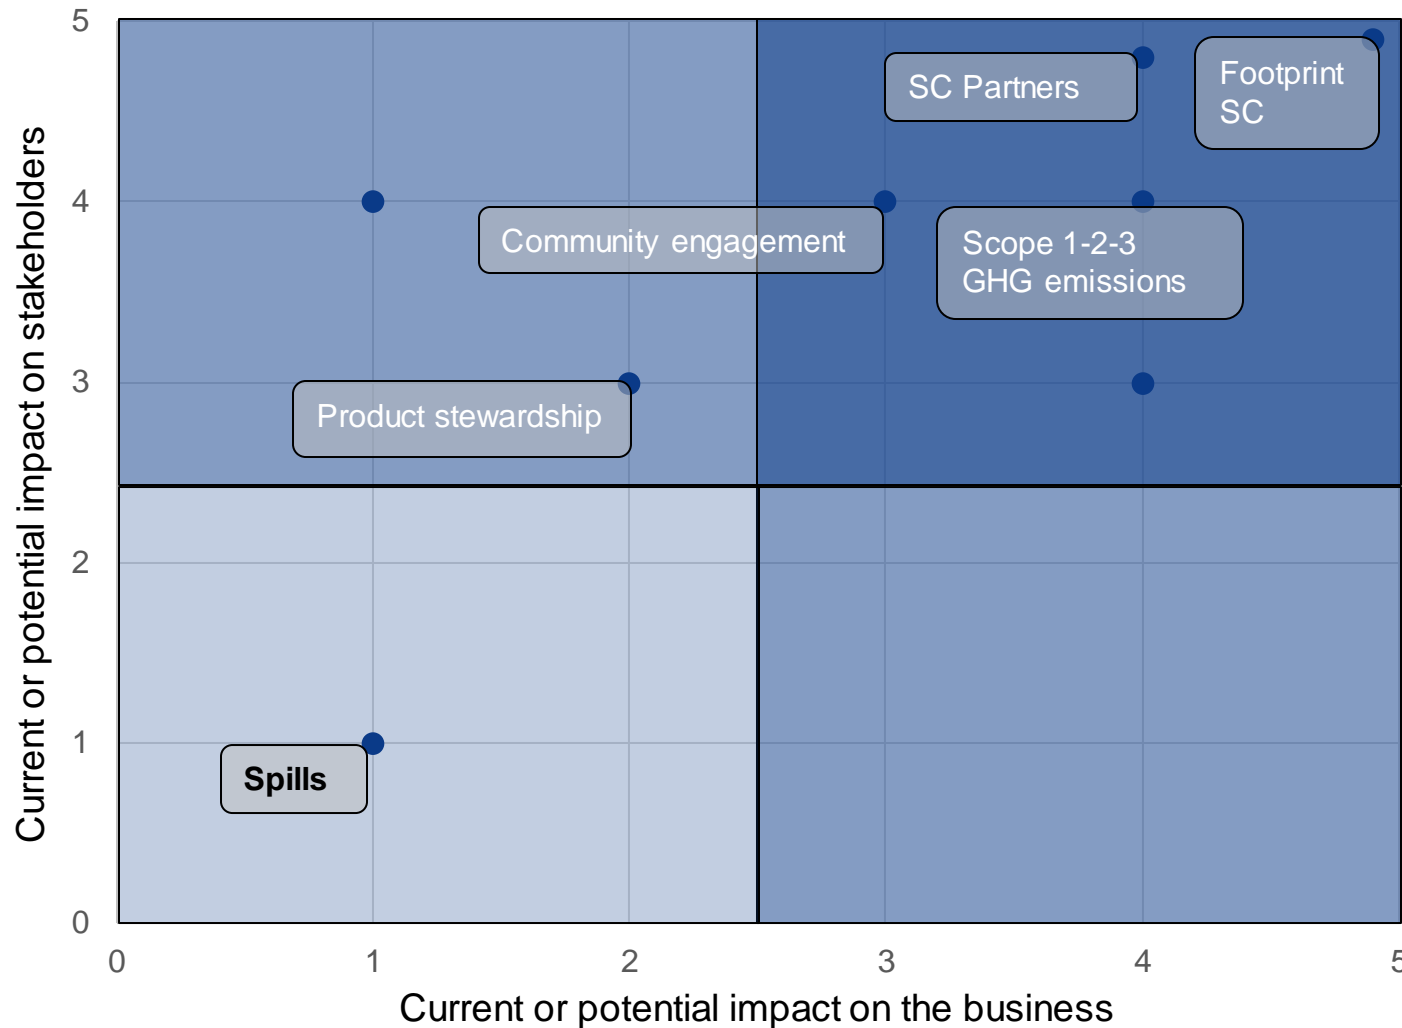 5
4
3
2
1
0
0
1
2
3
4
5
Current or potential impact on stakeholders
Current or potential impact on the business
SC Partners
Footprint
SC
Community engagement
Scope 1-2-3
GHG emissions
Product stewardship
Spills